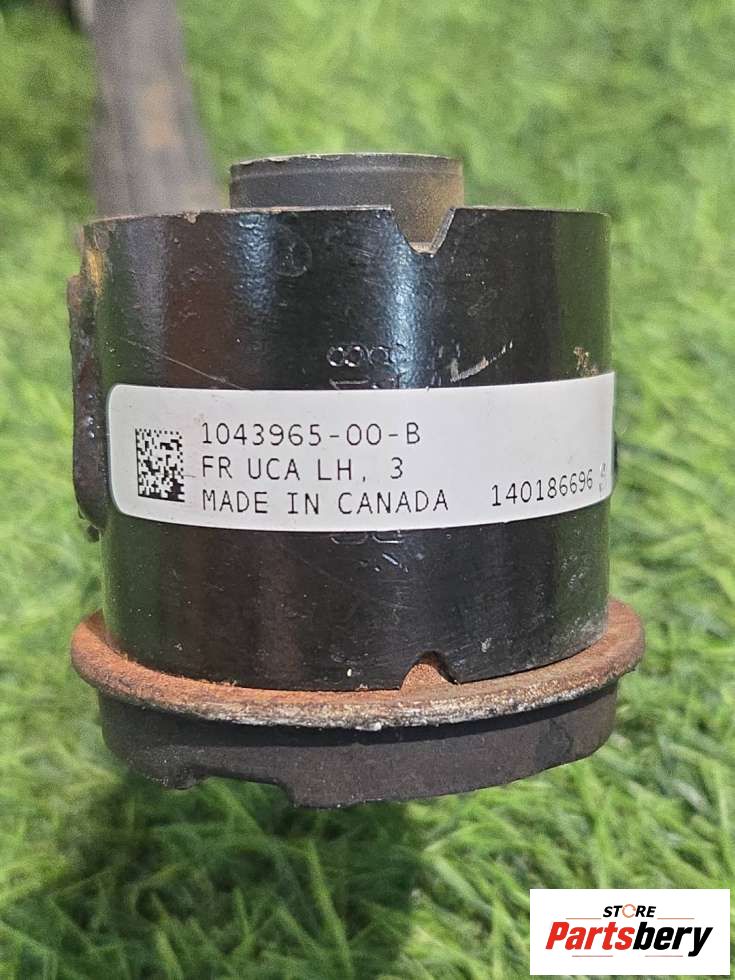 1043965-00-B
FR UCA LH, 3
MADE IN CANADA 140186696
STORE
Partsbery